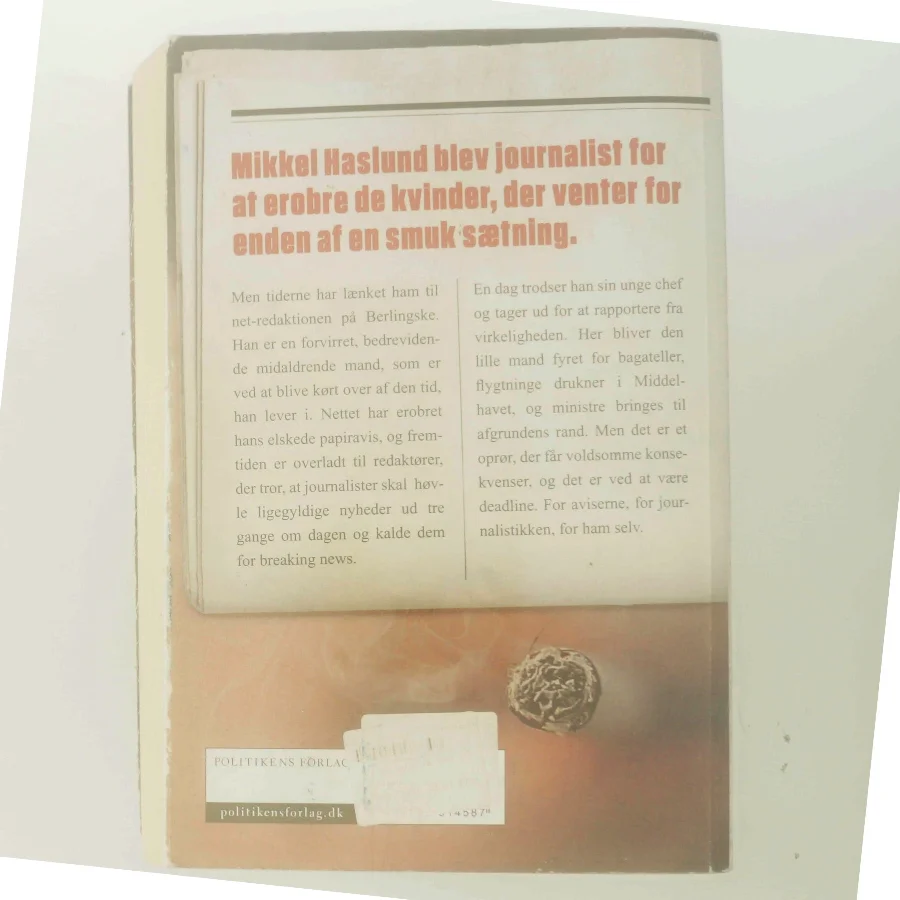 Mikkel Haslund blev journalist for
at erobre de kvinder, der venter for
enden af en smuk sætning.
Men tiderne har lænket ham til
net-redaktionen på Berlingske.
Han er en forvirret, bedreviden-
de midaldrende mand, som er
ved at blive kørt over af den tid,
han lever i. Nettet har erobret
hans elskede papiravis, og frem-
tiden er overladt til redaktører,
der tror, at journalister skal høv-
le ligegyldige nyheder ud tre
gange om dagen og kalde dem
for breaking news.
En dag trodser han sin unge chef
og tager ud for at rapportere fra
virkeligheden. Her bliver den
lille mand fyret for bagateller,
flygtninge drukner i Middel-
havet, og ministre bringes til
afgrundens rand. Men det er et
oprør, der får voldsomme konse-
kvenser, og det er ved at være
deadline. For aviserne, for jour-
nalistikken, for ham selv.
POLITIKENS FORLAG
politikensforlag.dk